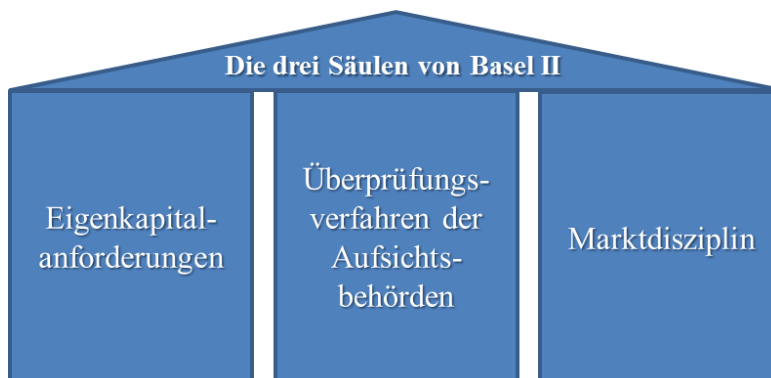 Die drei Säulen von Basel II
Eigenkapital-
anforderungen
Überprüfungs-
verfahren der
Aufsichts-
behörden
Marktdisziplin